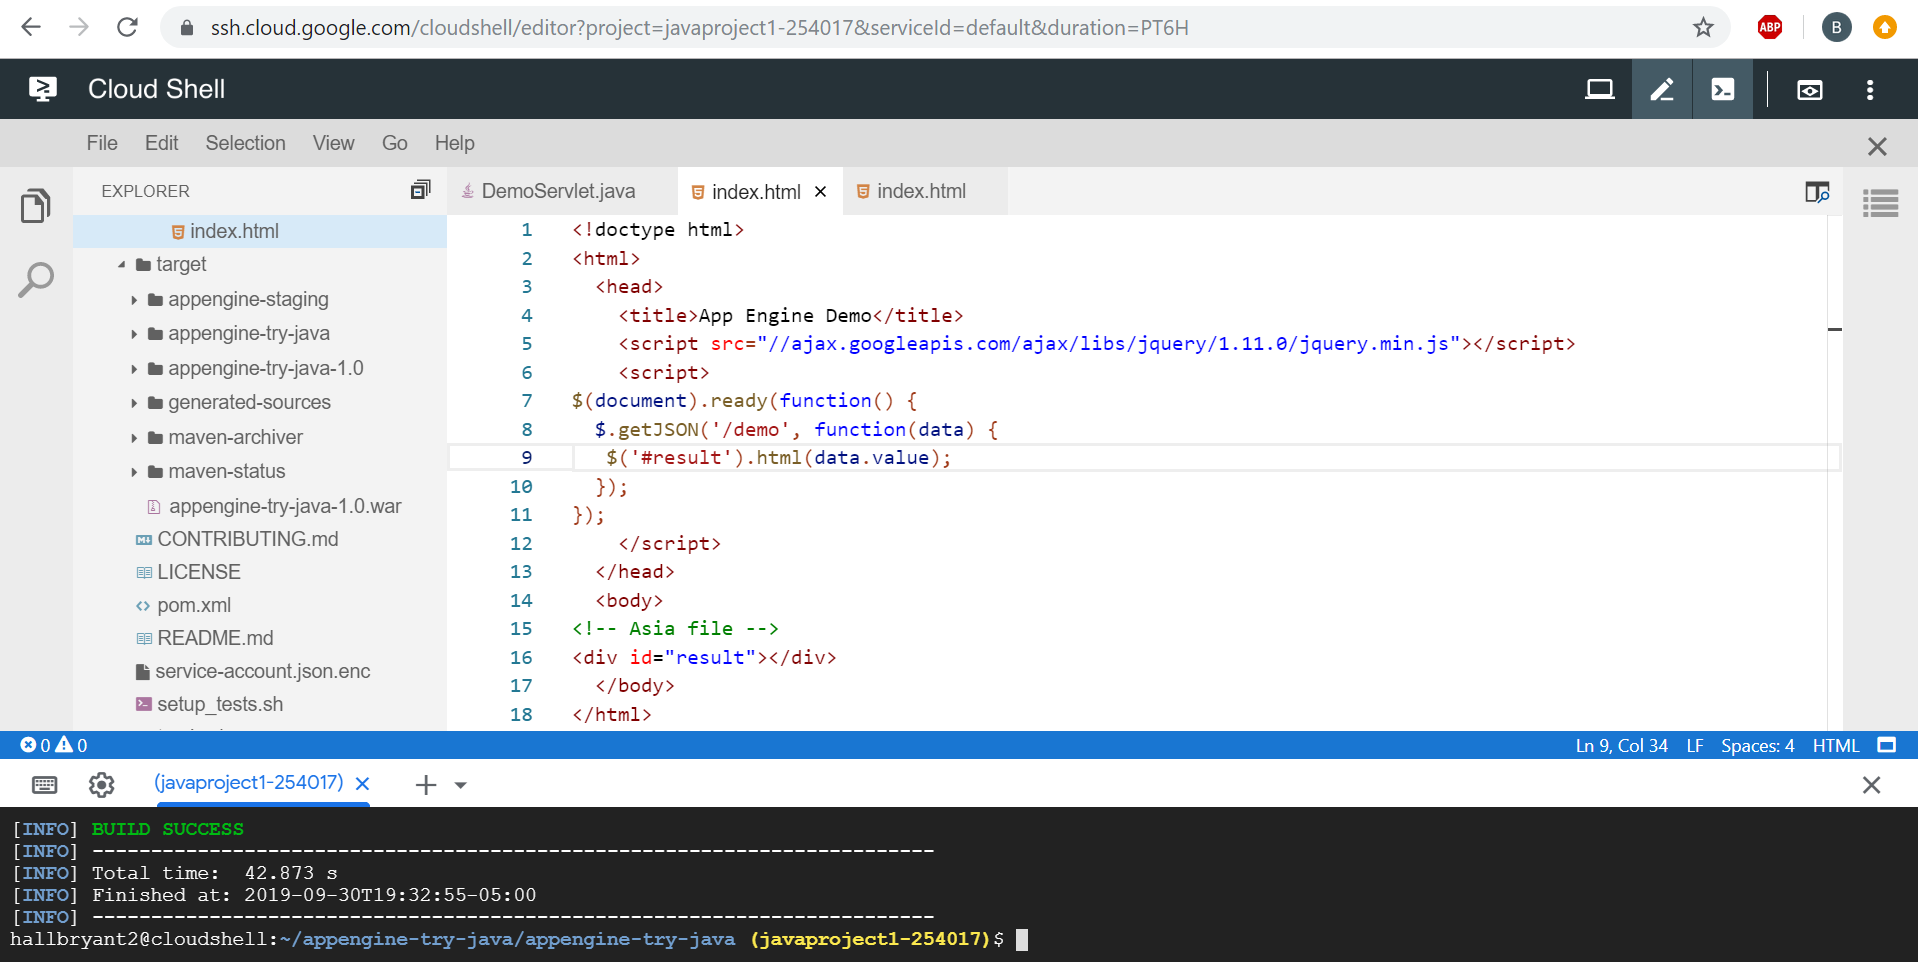 ssh.cloud.google.com/cloudshell/editor?project=javaproject1-254017&serviceId=default&duration=PT6H
ABP
B
Cloud Shell
File Edit Selection View Go Help
EXPLORER
DemoServlet.java
index.html
index.html
index.html
target
appengine-staging
appengine-try-java
appengine-try-java-1.0
generated-sources
maven-archiver
maven-status
appengine-try-java-1.0.war
CONTRIBUTING.md
LICENSE
pom.xml
README.md
service-account.json.enc
setup_tests.sh
1 <!doctype html>
2 <html>
3 <head>
4 <title>App Engine Demo</title>
5 <script src="//ajax.googleapis.com/ajax/libs/jquery/1.11.0/jquery.min.js"></script>
6 <script>
7 $(document).ready(function() {
8 $.getJSON('/demo', function(data) {
9 $('#result').html(data.value);
10 });
11 });
12 </script>
13 </head>
14 <body>
15 <!-- Asia file -->
16 <div id="result"></div>
17 </body>
18 </html>
0 0
Ln 9, Col 34 LF Spaces: 4 HTML
(javaproject1-254017)
[INFO] BUILD SUCCESS
[INFO] ------------------------------------------------------------------------
[INFO] Total time:  42.873 s
[INFO] Finished at: 2019-09-30T19:32:55-05:00
[INFO] ------------------------------------------------------------------------
hallbryant2@cloudshell:~/appengine-try-java/appengine-try-java (javaproject1-254017)$